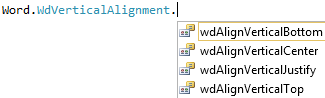 Word.WdVerticalAlignment.
wdAlignVerticalBottom
wdAlignVerticalCenter
wdAlignVerticalJustify
wdAlignVerticalTop